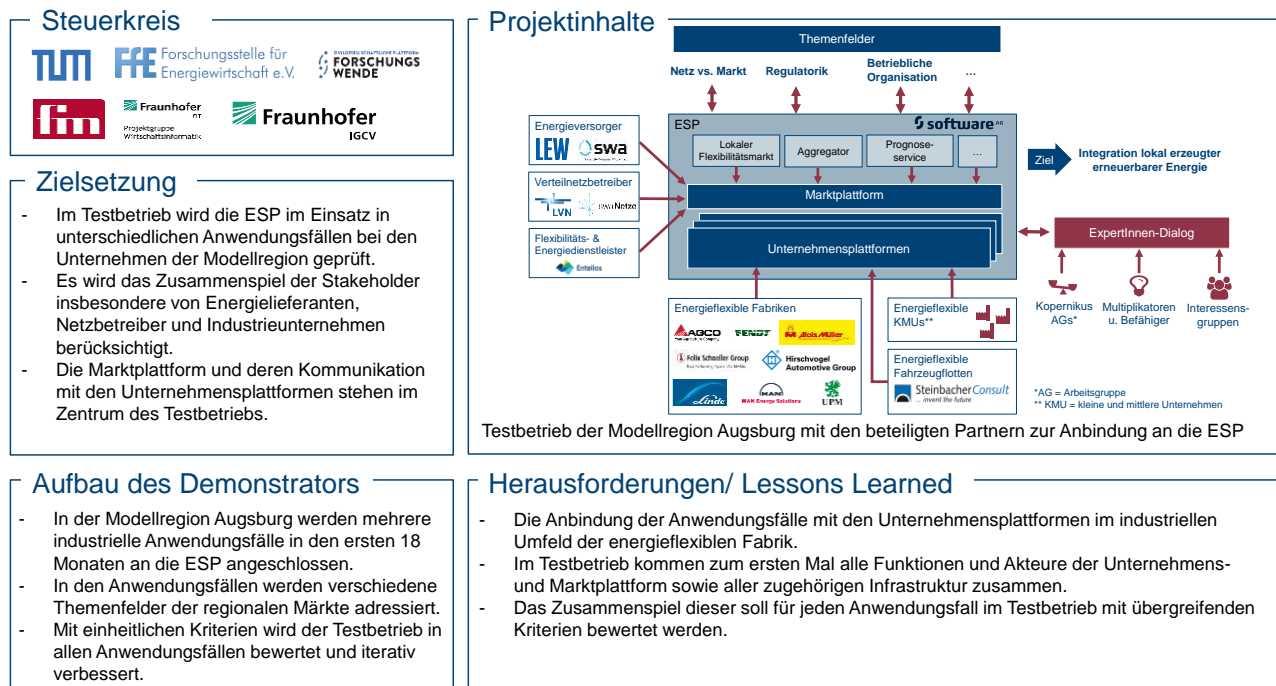 Steuerkreis
TUM
FfE Forschungsstelle für
Energiewirtschaft e.V.
FORSCHUNGS
WENDE
fim
Fraunhofer
FIT
Projektgruppe
Wirtschaftsinformatik
Fraunhofer
IGCV
Zielsetzung
- Im Testbetrieb wird die ESP im Einsatz in
unterschiedlichen Anwendungsfällen bei den
Unternehmen der Modellregion geprüft.
- Es wird das Zusammenspiel der Stakeholder
insbesondere von Energielieferanten,
Netzbetreiber und Industrieunternehmen
berücksichtigt.
- Die Marktplattform und deren Kommunikation
mit den Unternehmensplattformen stehen im
Zentrum des Testbetriebs.
Projektinhalte
Themenfelder
Netz vs. Markt
Regulatorik
Betriebliche
Organisation
...
ESP
software AG
Lokaler
Flexibilitätsmarkt
Aggregator
Prognose-
service
...
Marktplattform
Unternehmensplattformen
Energieversorger
LEW
swa
Verteilnetzbetreiber
LVN
swa Netze
Flexibilitäts- &
Energiedienstleister
Entelios
Ziel
Integration lokal erzeugter
erneuerbarer Energie
ExpertInnen-Dialog
Kopernikus
AGs*
Multiplikatoren
u. Befähiger
Interessens-
gruppen
Energieflexible Fabriken
AGCO
Your Agriculture Company
FENDT
Alois Müller
Felix Schoeller Group
Hirschvogel
Automotive Group
Linde
MAN
MAN Energy Solutions
UPM
Energieflexible
KMUs**
Energieflexible
Fahrzeugflotten
SteinbacherConsult
... invent the future
*AG = Arbeitsgruppe
** KMU = kleine und mittlere Unternehmen
Testbetrieb der Modellregion Augsburg mit den beteiligten Partnern zur Anbindung an die ESP
Aufbau des Demonstrators
- In der Modellregion Augsburg werden mehrere
industrielle Anwendungsfälle in den ersten 18
Monaten an die ESP angeschlossen.
- In den Anwendungsfällen werden verschiedene
Themenfelder der regionalen Märkte adressiert.
- Mit einheitlichen Kriterien wird der Testbetrieb in
allen Anwendungsfällen bewertet und iterativ
verbessert.
Herausforderungen/ Lessons Learned
- Die Anbindung der Anwendungsfälle mit den Unternehmensplattformen im industriellen
Umfeld der energieflexiblen Fabrik.
- Im Testbetrieb kommen zum ersten Mal alle Funktionen und Akteure der Unternehmens-
und Marktplattform sowie aller zugehörigen Infrastruktur zusammen.
- Das Zusammenspiel dieser soll für jeden Anwendungsfall im Testbetrieb mit übergreifenden
Kriterien bewertet werden.